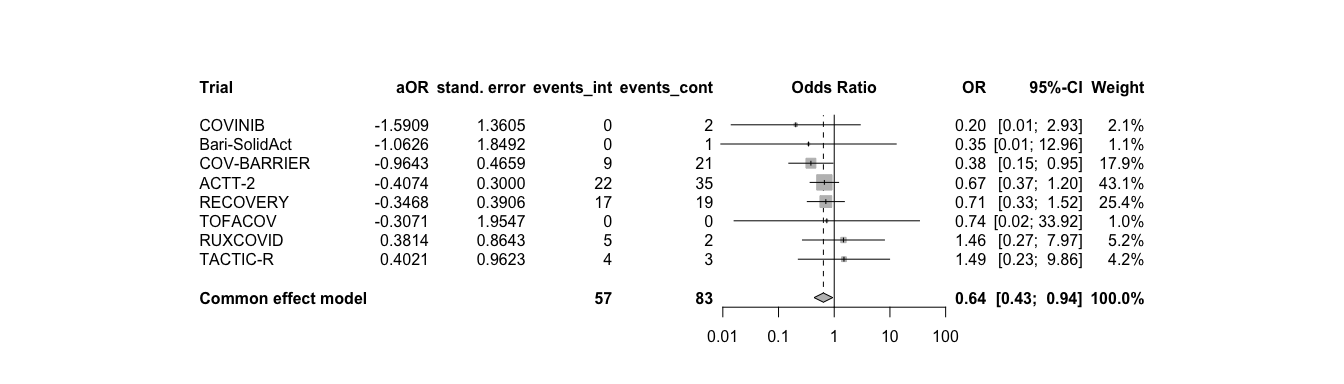 Trial aOR stand. error events_int events_cont Odds Ratio OR 95%-CI Weight
COVINIB -1.5909 1.3605 0 2 0.20 [0.01; 2.93] 2.1%
Bari-SolidAct -1.0626 1.8492 0 1 0.35 [0.01; 12.96] 1.1%
COV-BARRIER -0.9643 0.4659 9 21 0.38 [0.15; 0.95] 17.9%
ACTT-2 -0.4074 0.3000 22 35 0.67 [0.37; 1.20] 43.1%
RECOVERY -0.3468 0.3906 17 19 0.71 [0.33; 1.52] 25.4%
TOFACOV -0.3071 1.9547 0 0 0.74 [0.02; 33.92] 1.0%
RUXCOVID 0.3814 0.8643 5 2 1.46 [0.27; 7.97] 5.2%
TACTIC-R 0.4021 0.9623 4 3 1.49 [0.23; 9.86] 4.2%
Common effect model 57 83 0.64 [0.43; 0.94] 100.0%
0.01 0.1 1 10 100